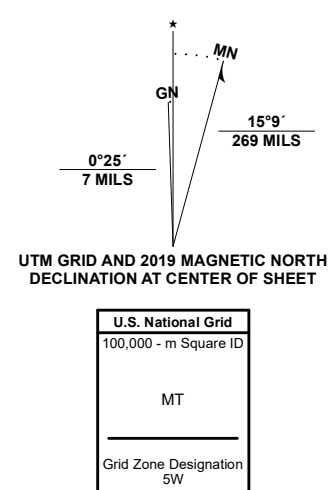 ★
MN
GN
15°9´
269 MILS
0°25´
7 MILS
UTM GRID AND 2019 MAGNETIC NORTH
DECLINATION AT CENTER OF SHEET
U.S. National Grid
100,000 - m Square ID
MT
Grid Zone Designation
5W